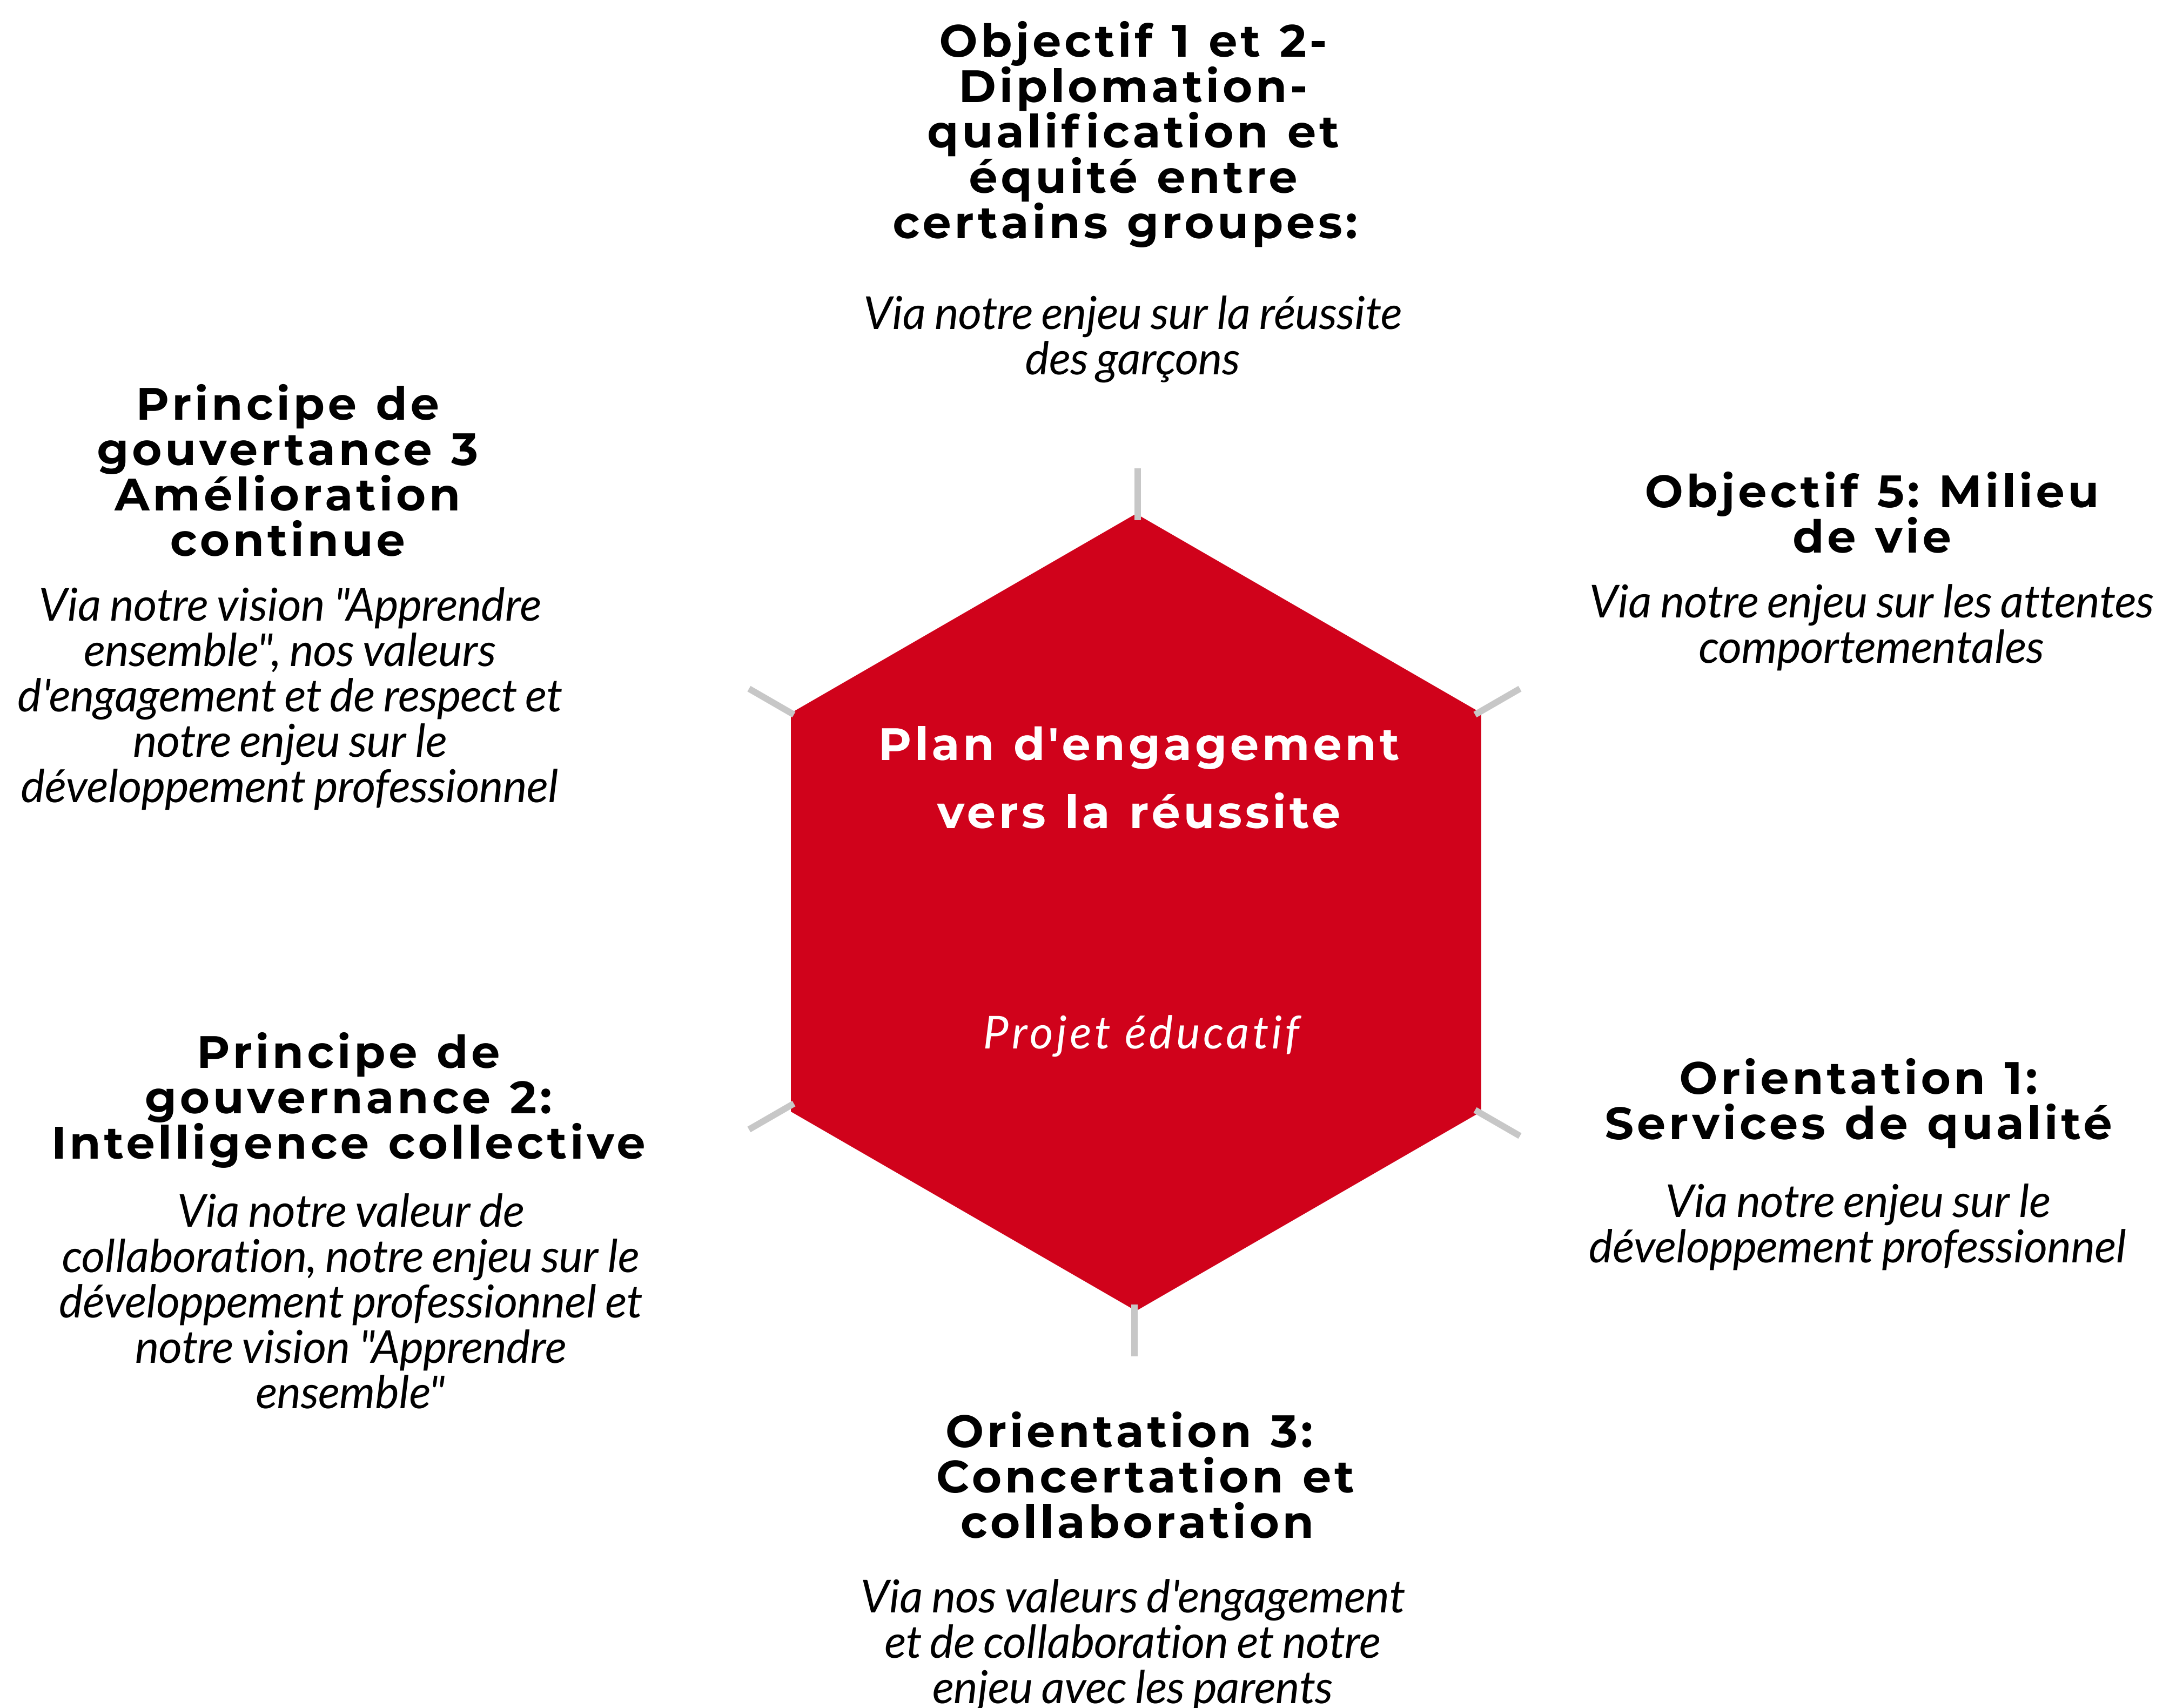 Objectif 1 et 2-
Diplomation-
qualification et
équité entre
certains groupes:
Via notre enjeu sur la réussite
des garçons
Principe de
gouvertance 3
Amélioration
continue
Via notre vision "Apprendre
ensemble", nos valeurs
d'engagement et de respect et
notre enjeu sur le
développement professionnel
Objectif 5: Milieu
de vie
Via notre enjeu sur les attentes
comportementales
Plan d'engagement
vers la réussite
Projet éducatif
Principe de
gouvernance 2:
Intelligence collective
Via notre valeur de
collaboration, notre enjeu sur le
développement professionnel et
notre vision "Apprendre
ensemble"
Orientation 1:
Services de qualité
Via notre enjeu sur le
développement professionnel
Orientation 3:
Concertation et
collaboration
Via nos valeurs d'engagement
et de collaboration et notre
enjeu avec les parents